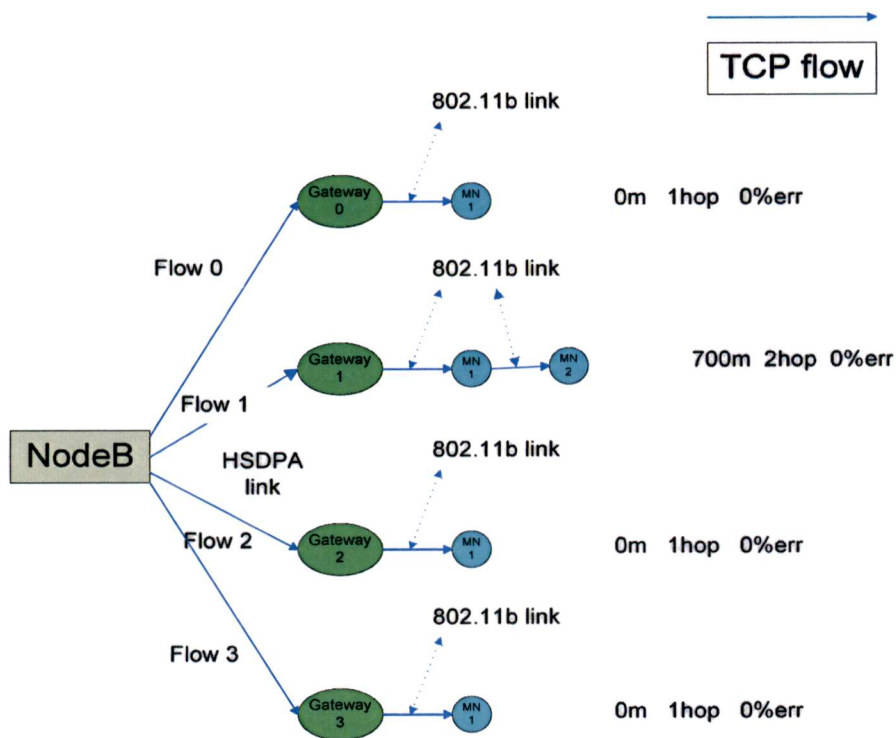 TCP flow
802.11b link
Gateway
0
MN
1
0m 1hop 0%err
Flow 0
802.11b link
Gateway
1
MN
1
MN
2
700m 2hop 0%err
Flow 1
NodeB
HSDPA
link
802.11b link
Flow 2
Gateway
2
MN
1
0m 1hop 0%err
802.11b link
Flow 3
Gateway
3
MN
1
0m 1hop 0%err